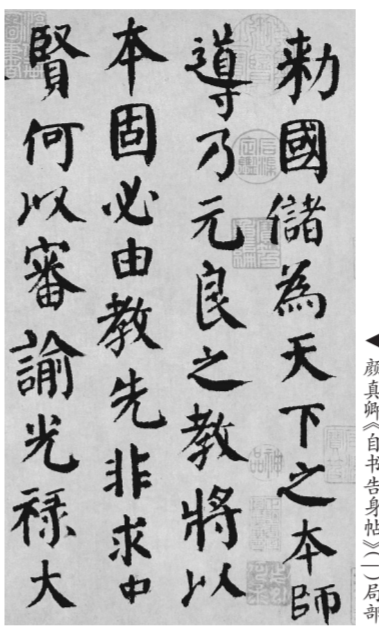 勑國儲為天下之本師
導乃元良之教將以
本固必由教先非求中
賢何以審諭光祿大
◀颜真卿《自书告身帖》(一)局部